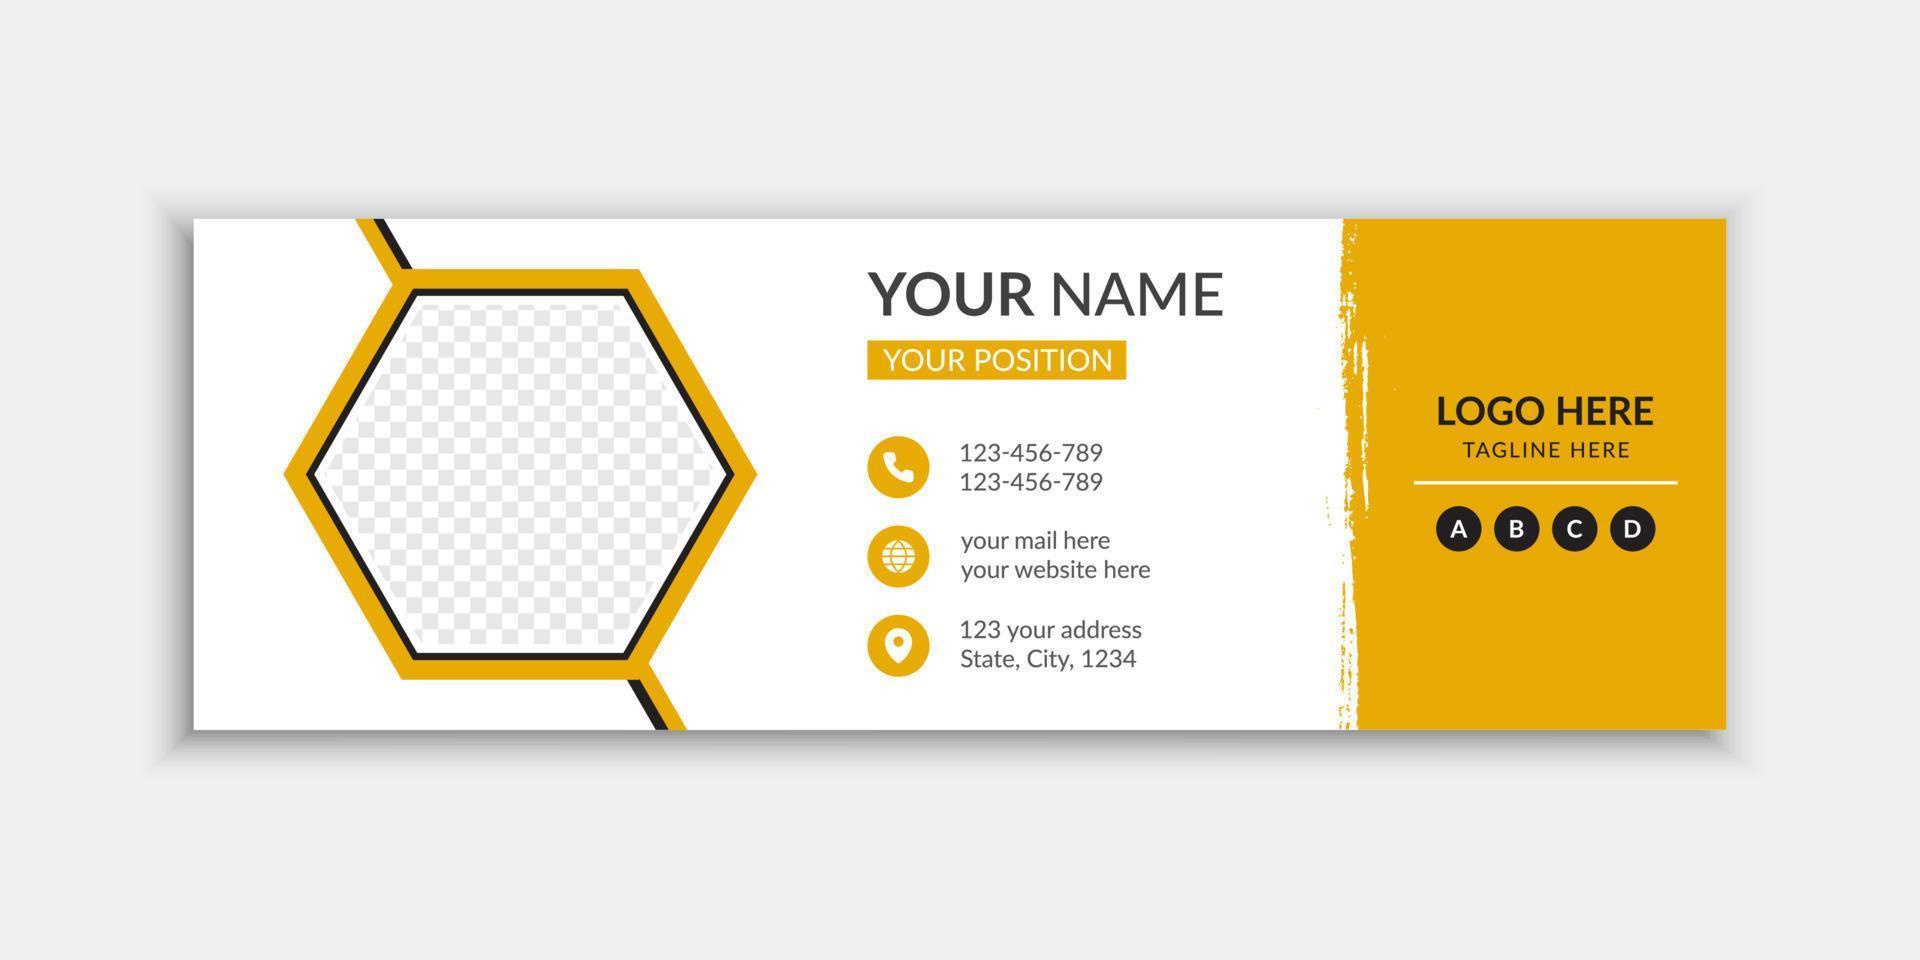 YOUR NAME
YOUR POSITION
123-456-789
123-456-789
your mail here
your website here
123 your address
State, City, 1234
LOGO HERE
TAGLINE HERE
A B C D